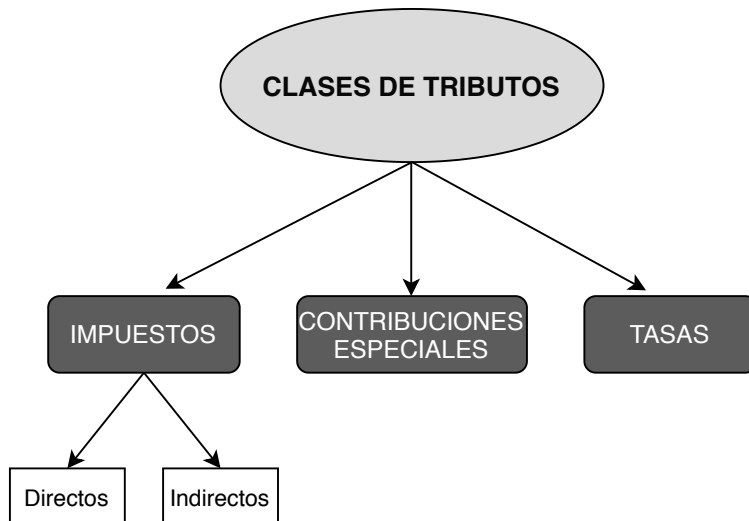 CLASES DE TRIBUTOS
IMPUESTOS
CONTRIBUCIONES
ESPECIALES
TASAS
Directos
Indirectos